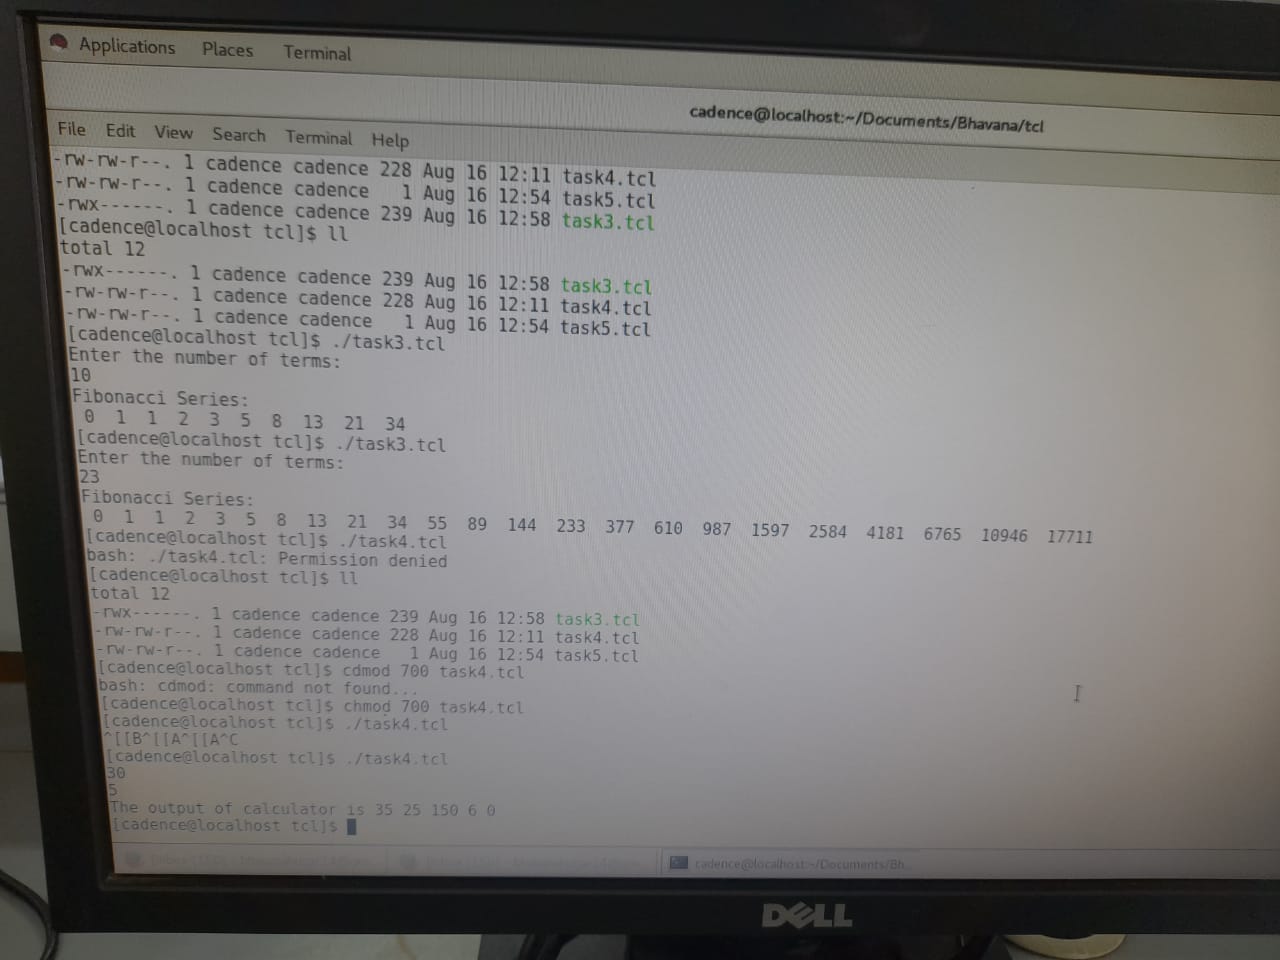 Applications Places Terminal
cadence@localhost:~/Documents/Bhavana/tcl
File Edit View Search Terminal Help
-rw-rw-r--. 1 cadence cadence 228 Aug 16 12:11 task4.tcl
-rw-rw-r--. 1 cadence cadence   1 Aug 16 12:54 task5.tcl
-rwx------. 1 cadence cadence 239 Aug 16 12:58 task3.tcl
[cadence@localhost tcl]$ ll
total 12
-rwx------. 1 cadence cadence 239 Aug 16 12:58 task3.tcl
-rw-rw-r--. 1 cadence cadence 228 Aug 16 12:11 task4.tcl
-rw-rw-r--. 1 cadence cadence   1 Aug 16 12:54 task5.tcl
[cadence@localhost tcl]$ ./task3.tcl
Enter the number of terms:
10
Fibonacci Series:
 0  1  1  2  3  5  8  13  21  34
[cadence@localhost tcl]$ ./task3.tcl
Enter the number of terms:
23
Fibonacci Series:
 0  1  1  2  3  5  8  13  21  34  55  89  144  233  377  610  987  1597  2584  4181  6765  10946  17711
[cadence@localhost tcl]$ ./task4.tcl
bash: ./task4.tcl: Permission denied
[cadence@localhost tcl]$ ll
total 12
-rwx------. 1 cadence cadence 239 Aug 16 12:58 task3.tcl
-rw-rw-r--. 1 cadence cadence 228 Aug 16 12:11 task4.tcl
-rw-rw-r--. 1 cadence cadence   1 Aug 16 12:54 task5.tcl
[cadence@localhost tcl]$ cdmod 700 task4.tcl
bash: cdmod: command not found...
[cadence@localhost tcl]$ chmod 700 task4.tcl
[cadence@localhost tcl]$ ./task4.tcl
^[[B^[[A^[[A^C
[cadence@localhost tcl]$ ./task4.tcl
30
5
The output of calculator is 35 25 150 6 0
[cadence@localhost tcl]$
cadence@localhost:~/Documents/Bh...
DELL